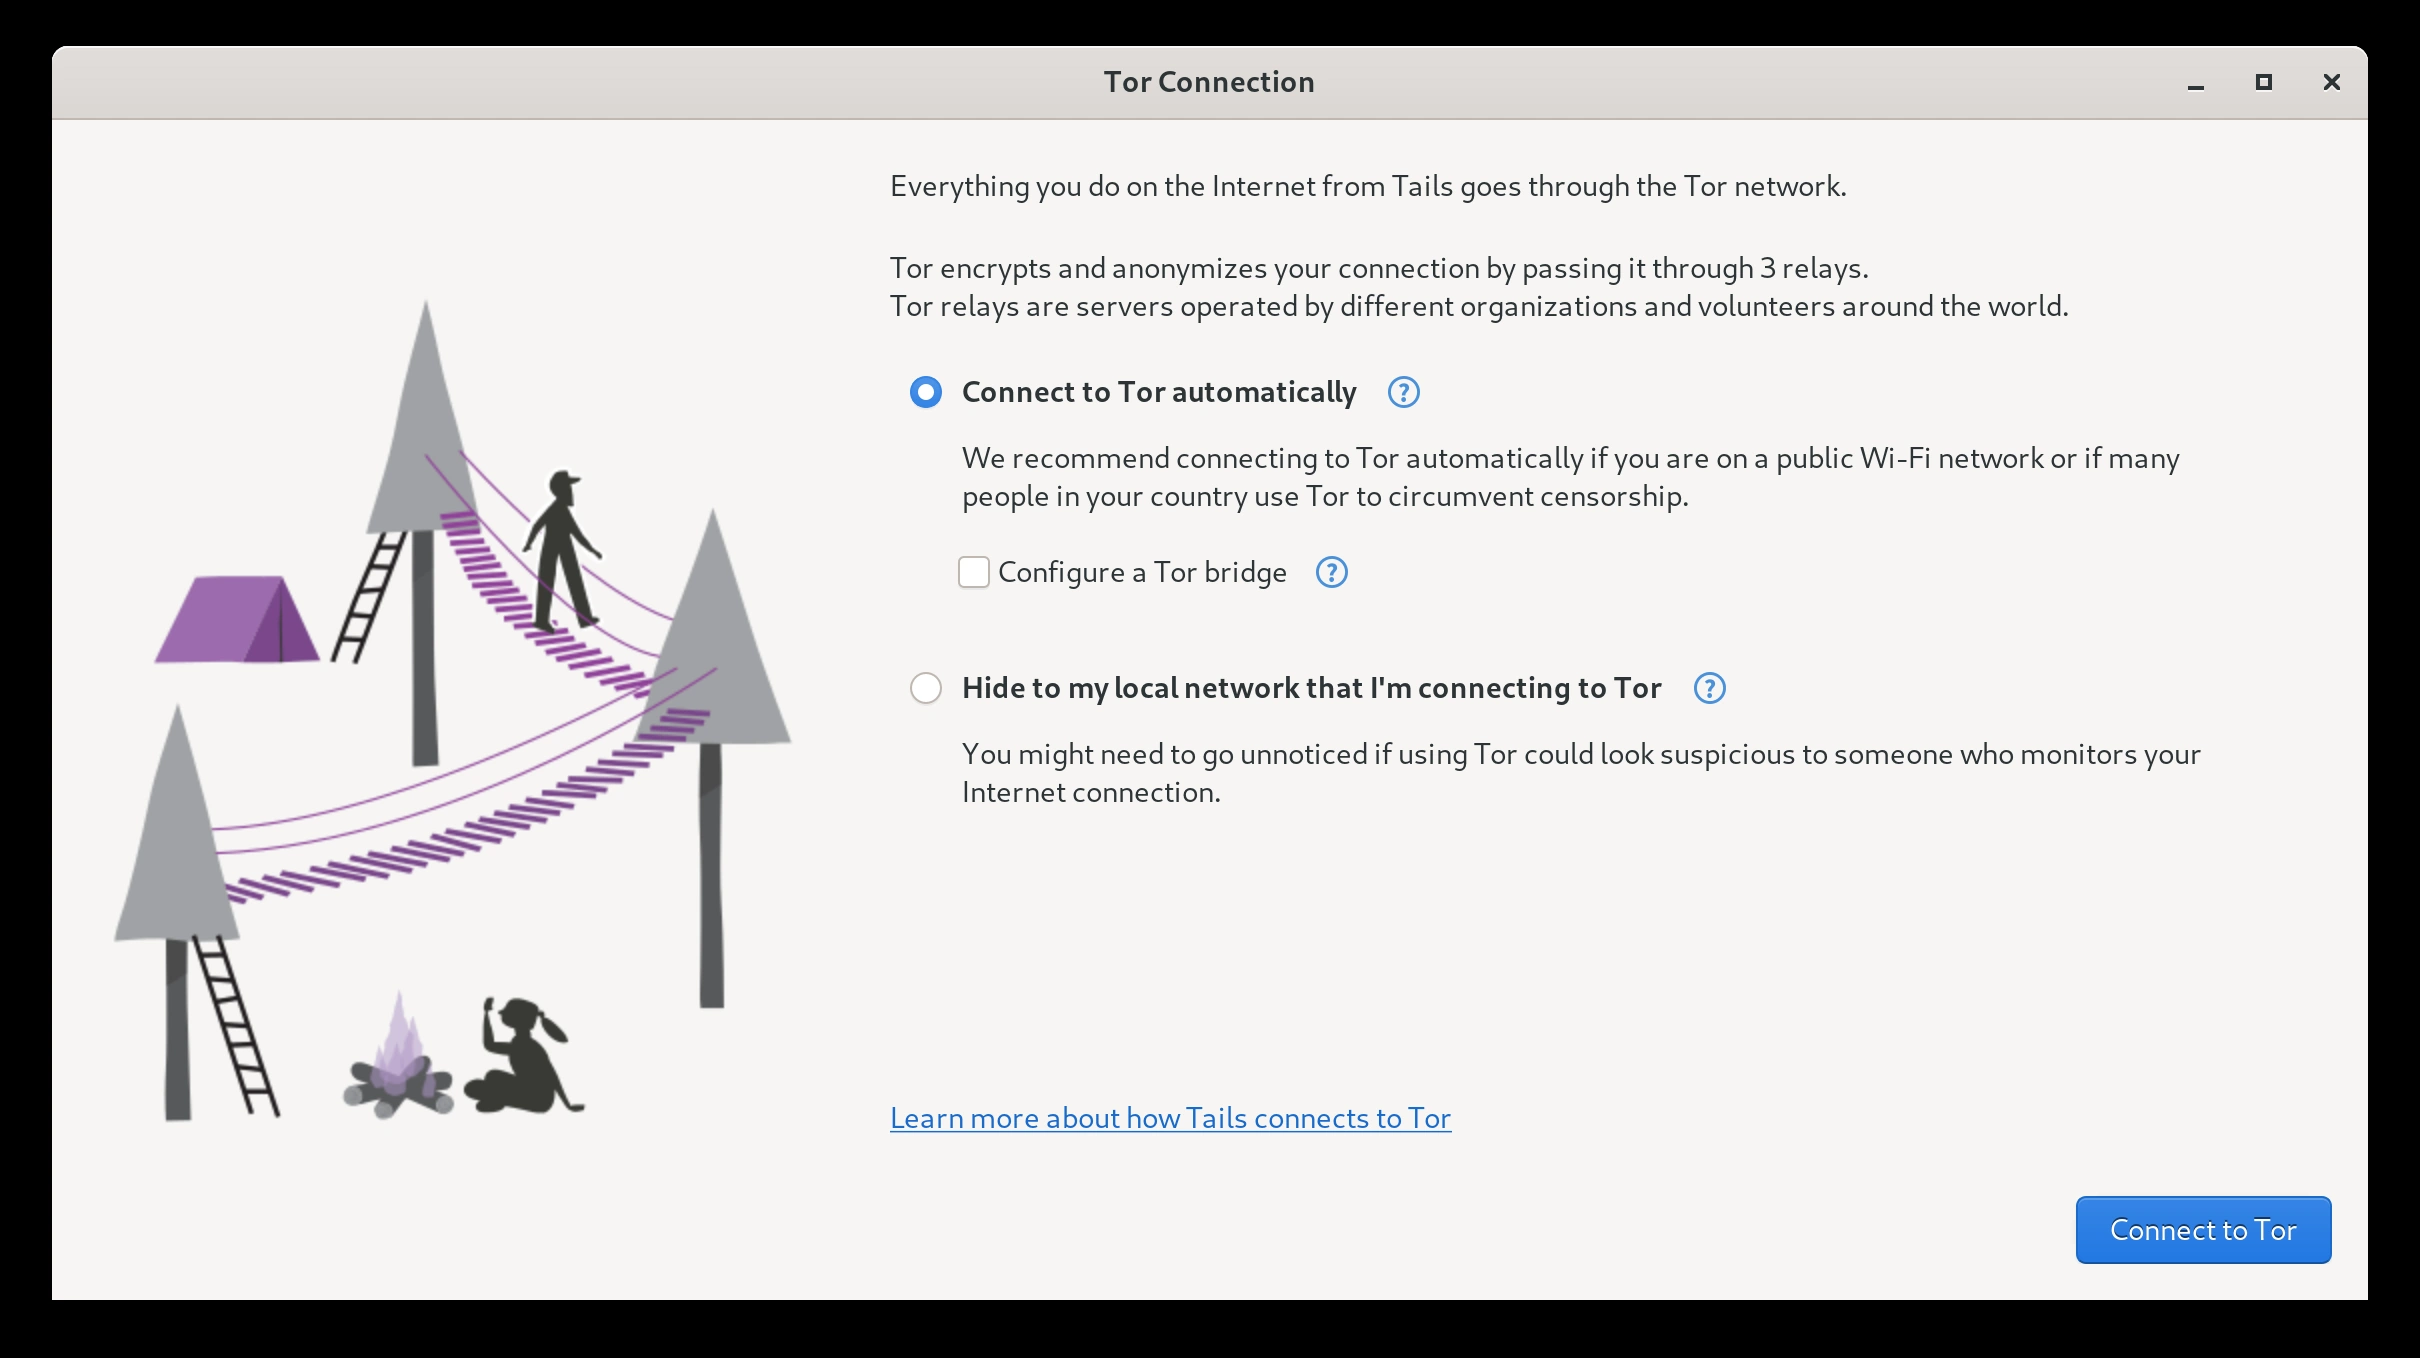 Tor Connection
Everything you do on the Internet from Tails goes through the Tor network.
Tor encrypts and anonymizes your connection by passing it through 3 relays.
Tor relays are servers operated by different organizations and volunteers around the world.
Connect to Tor automatically ?
We recommend connecting to Tor automatically if you are on a public Wi-Fi network or if many
people in your country use Tor to circumvent censorship.
Configure a Tor bridge ?
Hide to my local network that I'm connecting to Tor ?
You might need to go unnoticed if using Tor could look suspicious to someone who monitors your
Internet connection.
Learn more about how Tails connects to Tor
Connect to Tor